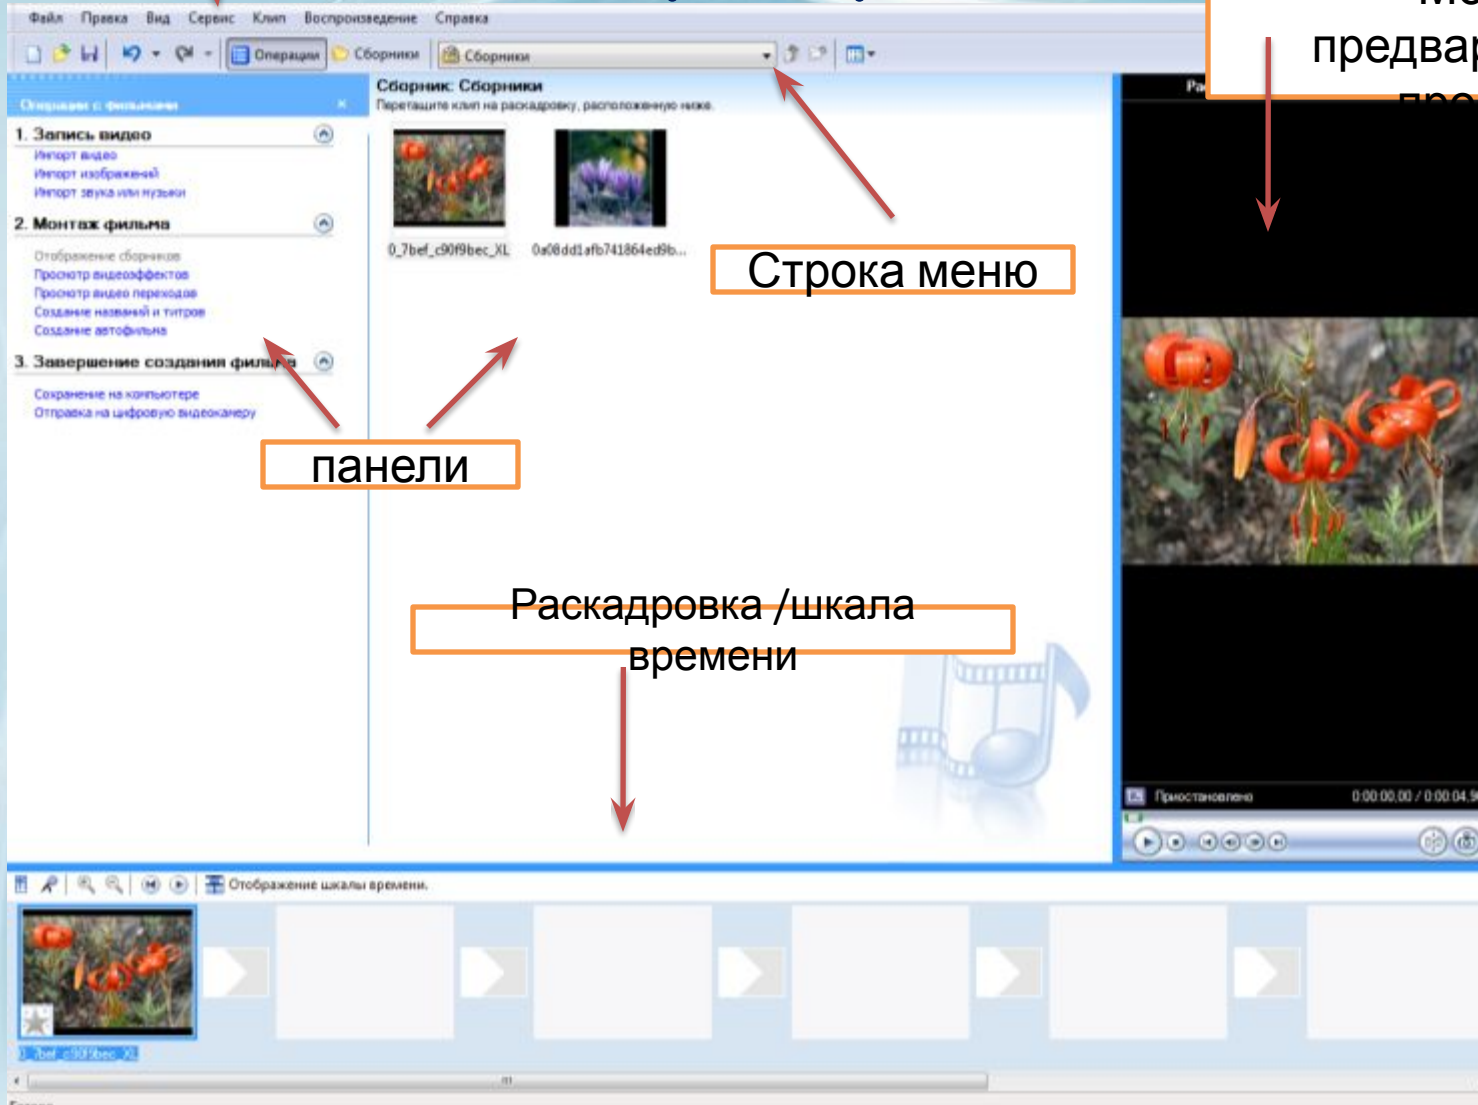 Файл Правка Вид Сервис Клип Воспроизведение Справка
Операции Сборники Сборники
предвар
Операции с фильмами
Сборник: Сборники
Перетащите клип на раскадровку, расположенную ниже.
1. Запись видео
Импорт видео
Импорт изображений
Импорт звука или музыки
2. Монтаж фильма
Отображение сборников
Просмотр видеоэффектов
Просмотр видео переходов
Создание названий и титров
Создание автофильма
3. Завершение создания фильма
Сохранение на компьютере
Отправка на цифровую видеокамеру
0_7bef_c90f9bec_XL
0a08dd1afb741864ed9b...
Строка меню
панели
Раскадровка /шкала
времени
Приостановлено
0:00:00,00 / 0:00:04,9
Отображение шкалы времени.
0_7bef_c90f9bec_XL